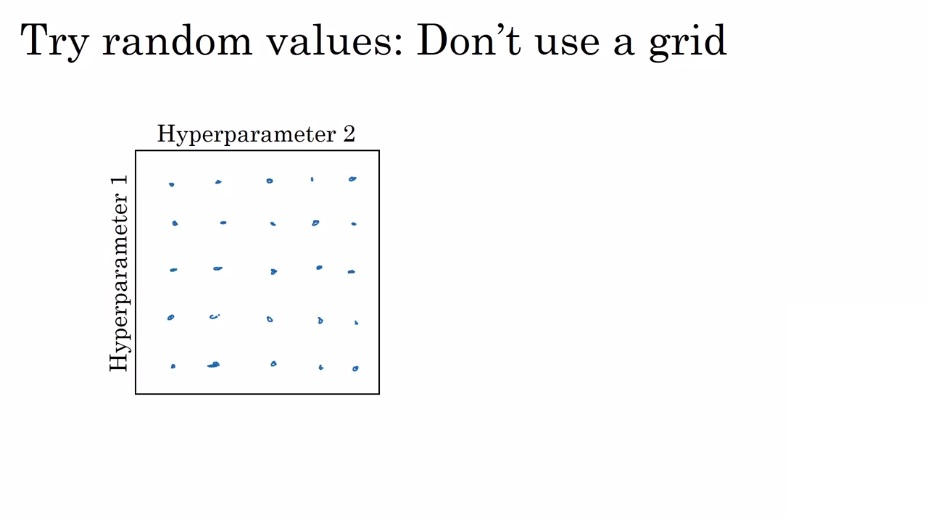 Try random values: Don't use a grid
Hyperparameter 2
Hyperparameter 1